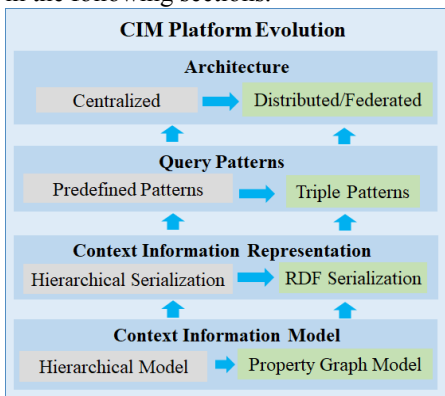 in the following sections.
CIM Platform Evolution
Architecture
Centralized Distributed/Federated
Query Patterns
Predefined Patterns Triple Patterns
Context Information Representation
Hierarchical Serialization RDF Serialization
Context Information Model
Hierarchical Model Property Graph Model